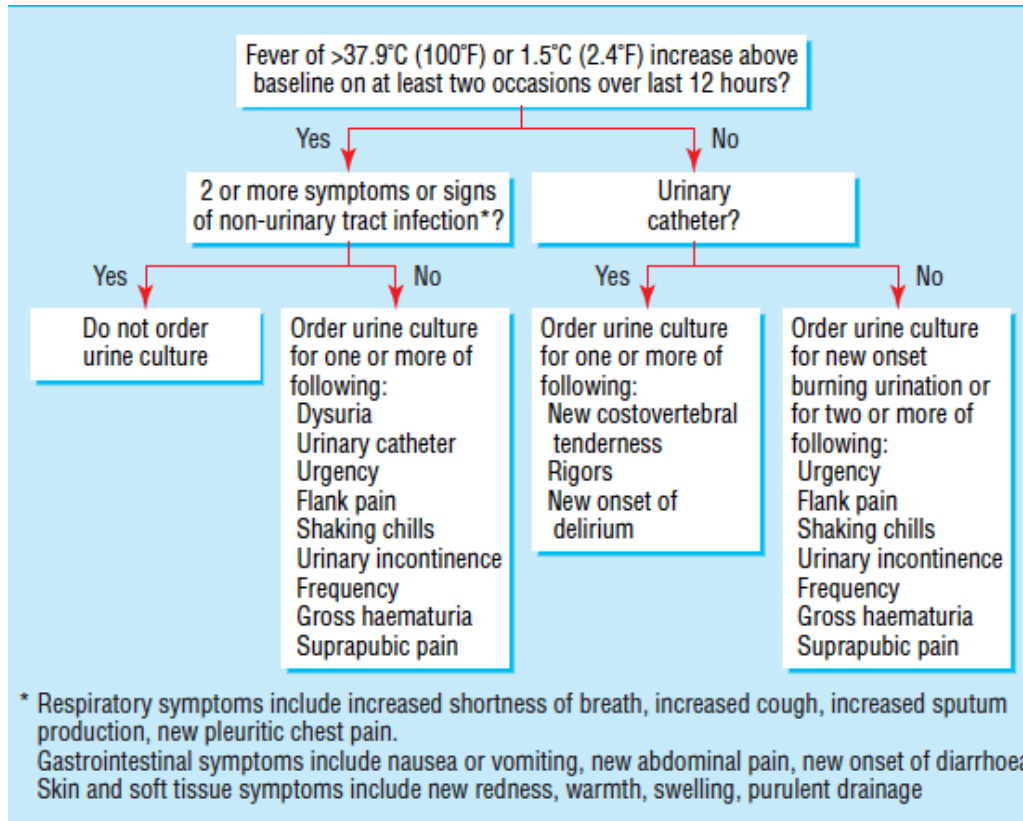 Fever of >37.9°C (100°F) or 1.5°C (2.4°F) increase above
baseline on at least two occasions over last 12 hours?
Yes
No
2 or more symptoms or signs
of non-urinary tract infection*?
Urinary
catheter?
Yes
No
Yes
No
Do not order
urine culture
Order urine culture
for one or more of
following:
Dysuria
Urinary catheter
Urgency
Flank pain
Shaking chills
Urinary incontinence
Frequency
Gross haematuria
Suprapubic pain
Order urine culture
for one or more of
following:
New costovertebral
tenderness
Rigors
New onset of
delirium
Order urine culture
for new onset
burning urination or
for two or more of
following:
Urgency
Flank pain
Shaking chills
Urinary incontinence
Frequency
Gross haematuria
Suprapubic pain
* Respiratory symptoms include increased shortness of breath, increased cough, increased sputum
production, new pleuritic chest pain.
Gastrointestinal symptoms include nausea or vomiting, new abdominal pain, new onset of diarrhoea
Skin and soft tissue symptoms include new redness, warmth, swelling, purulent drainage